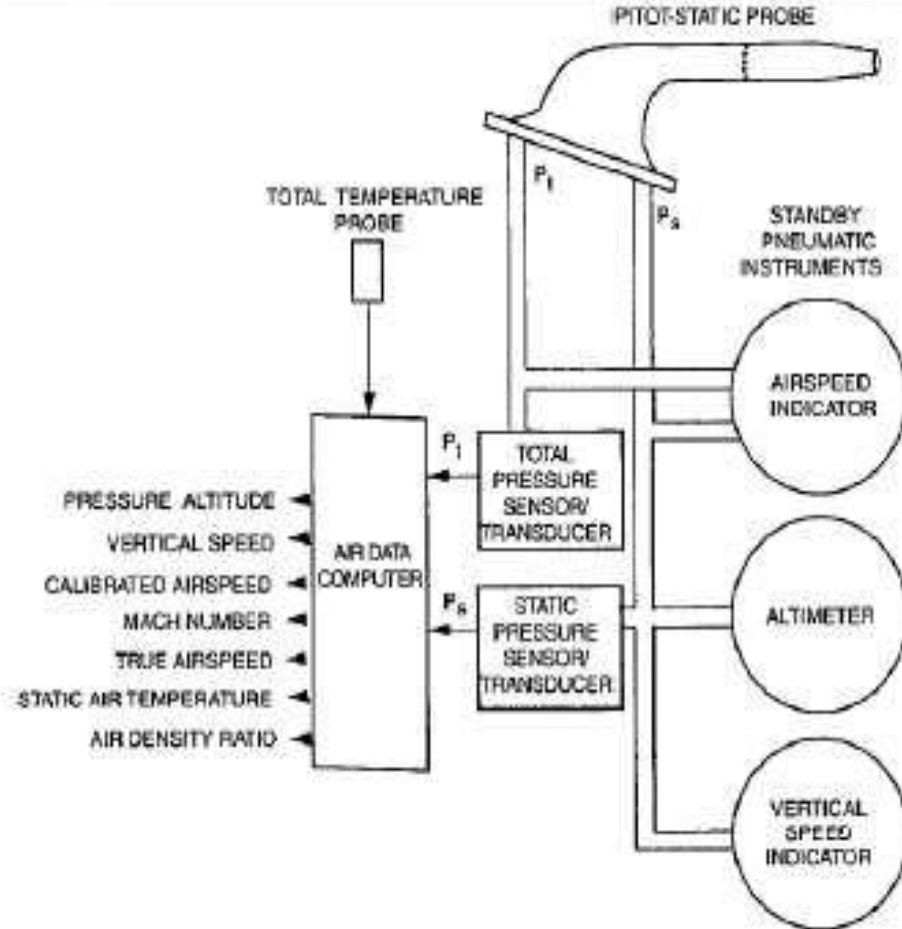 PITOT-STATIC PROBE
Pt
Ps
TOTAL TEMPERATURE
PROBE
STANDBY
PNEUMATIC
INSTRUMENTS
AIRSPEED
INDICATOR
Pt
TOTAL
PRESSURE
SENSOR/
TRANSDUCER
PRESSURE ALTITUDE
VERTICAL SPEED
CALIBRATED AIRSPEED
MACH NUMBER
TRUE AIRSPEED
STATIC AIR TEMPERATURE
AIR DENSITY RATIO
AIR DATA
COMPUTER
Ps
STATIC
PRESSURE
SENSOR/
TRANSDUCER
ALTIMETER
VERTICAL
SPEED
INDICATOR